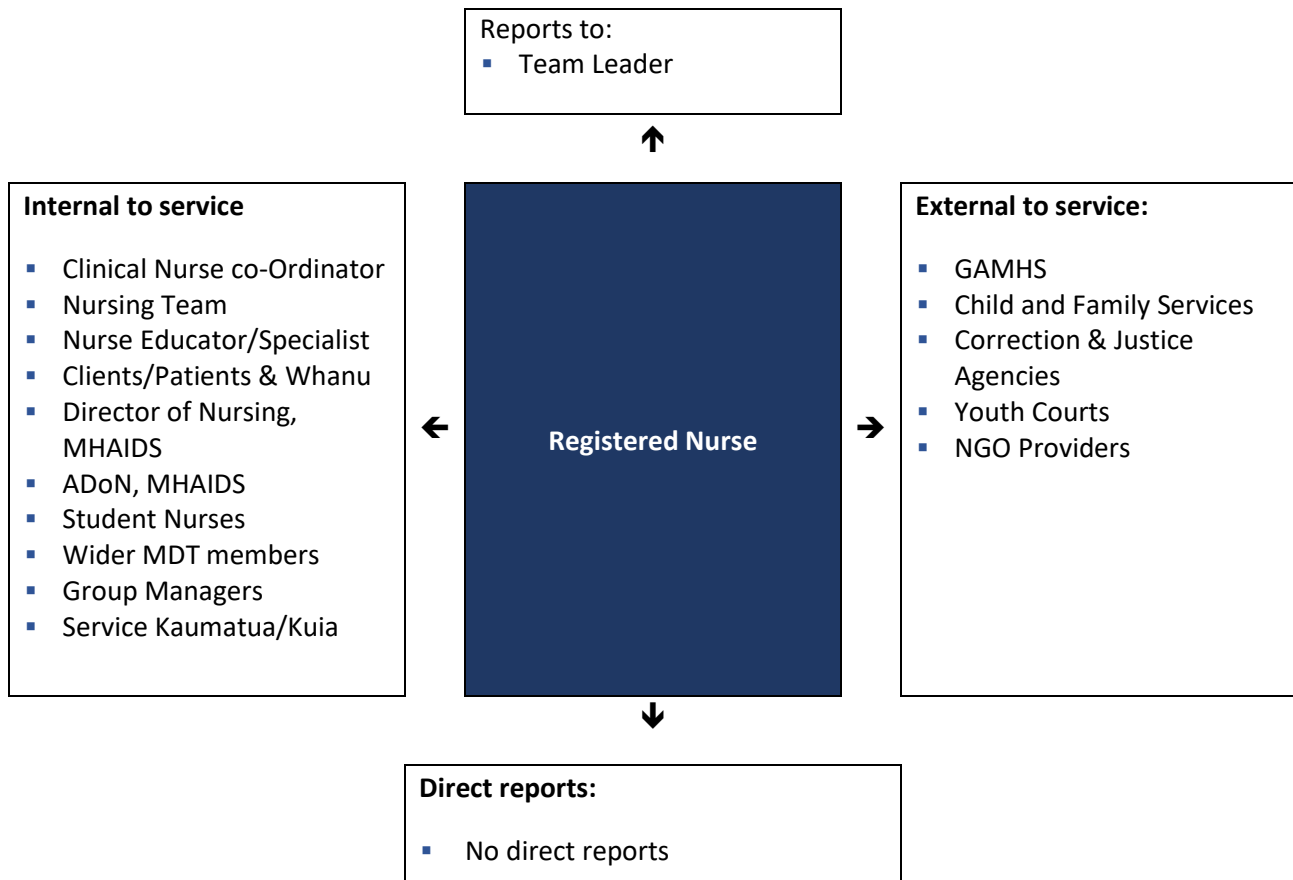 Reports to:
▪ Team Leader
Internal to service
▪ Clinical Nurse co-Ordinator
▪ Nursing Team
▪ Nurse Educator/Specialist
▪ Clients/Patients & Whanu
▪ Director of Nursing,
MHAIDS
▪ ADoN, MHAIDS
▪ Student Nurses
▪ Wider MDT members
▪ Group Managers
▪ Service Kaumatua/Kuia
Registered Nurse
External to service:
▪ GAMHS
▪ Child and Family Services
▪ Correction & Justice
Agencies
▪ Youth Courts
▪ NGO Providers
Direct reports:
▪ No direct reports